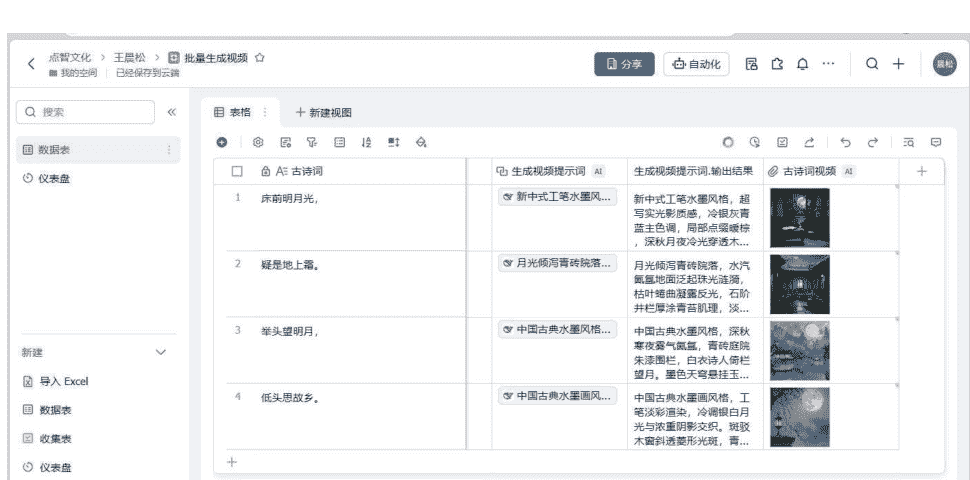 点智文化 > 王晨松 > 批量生成视频
我的空间 | 已经保存到云端
分享
自动化
晨松
搜索
数据表
仪表盘
新建
导入 Excel
数据表
收集表
仪表盘
表格
新建视图
古诗词 生成视频提示词 AI 生成视频提示词.输出结果 古诗词视频 AI
1 床前明月光，
新中式工笔水墨风...
新中式工笔水墨风格，超
写实光影质感，冷银灰青
蓝主色调，局部点缀暖棕
，深秋月夜冷光穿透木...
2 疑是地上霜。
月光倾泻青砖院落...
月光倾泻青砖院落，水汽
氤氲地面泛起珠光涟漪，
枯叶蜷曲凝露反光，石阶
井栏厚涂青苔肌理，淡...
3 举头望明月，
中国古典水墨风格...
中国古典水墨风格，深秋
寒夜雾气氤氲，青砖庭院
朱漆围栏，白衣诗人倚栏
望月。墨色天穹悬挂玉...
4 低头思故乡。
中国古典水墨画风...
中国古典水墨画风格，工
笔淡彩渲染，冷调银白月
光与浓重阴影交织。斑驳
木窗斜透菱形光斑，青...